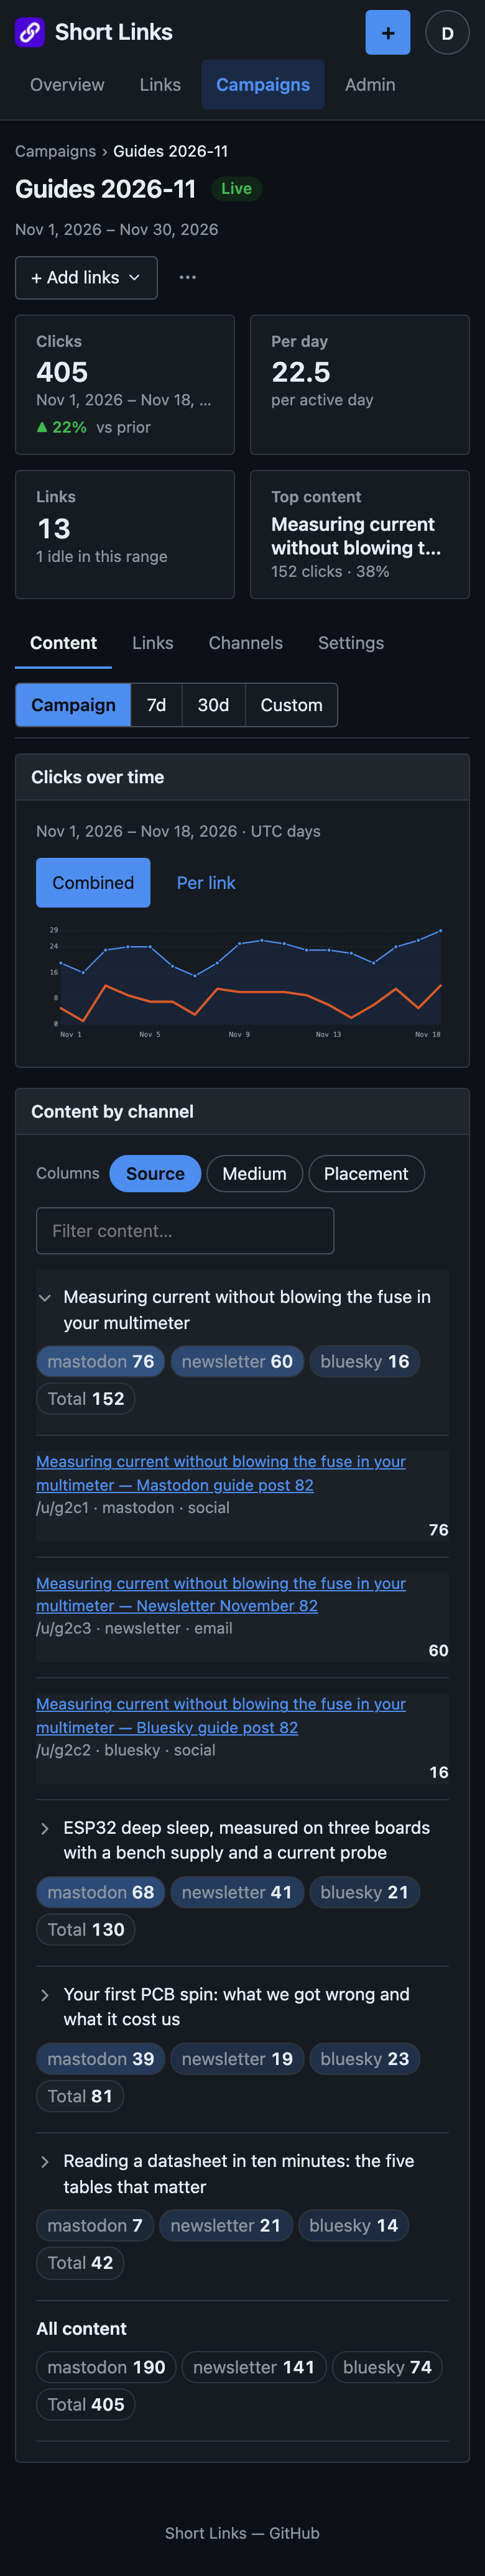 Short Links
+
D
Overview
Links
Campaigns
Admin
Campaigns › Guides 2026-11
Guides 2026-11
Live
Nov 1, 2026 – Nov 30, 2026
+ Add links
Clicks
405
Nov 1, 2026 – Nov 18, ...
22% vs prior
Per day
22.5
per active day
Links
13
1 idle in this range
Top content
Measuring current
without blowing t...
152 clicks · 38%
Content
Links
Channels
Settings
Campaign
7d
30d
Custom
Clicks over time
Nov 1, 2026 – Nov 18, 2026 · UTC days
Combined
Per link
29
24
16
8
0
Nov 1
Nov 5
Nov 9
Nov 13
Nov 18
Content by channel
Columns
Source
Medium
Placement
Filter content...
Measuring current without blowing the fuse in
your multimeter
mastodon 76
newsletter 60
bluesky 16
Total 152
Measuring current without blowing the fuse in your
multimeter — Mastodon guide post 82
/u/g2c1 · mastodon · social
76
Measuring current without blowing the fuse in your
multimeter — Newsletter November 82
/u/g2c3 · newsletter · email
60
Measuring current without blowing the fuse in your
multimeter — Bluesky guide post 82
/u/g2c2 · bluesky · social
16
ESP32 deep sleep, measured on three boards
with a bench supply and a current probe
mastodon 68
newsletter 41
bluesky 21
Total 130
Your first PCB spin: what we got wrong and
what it cost us
mastodon 39
newsletter 19
bluesky 23
Total 81
Reading a datasheet in ten minutes: the five
tables that matter
mastodon 7
newsletter 21
bluesky 14
Total 42
All content
mastodon 190
newsletter 141
bluesky 74
Total 405
Short Links — GitHub